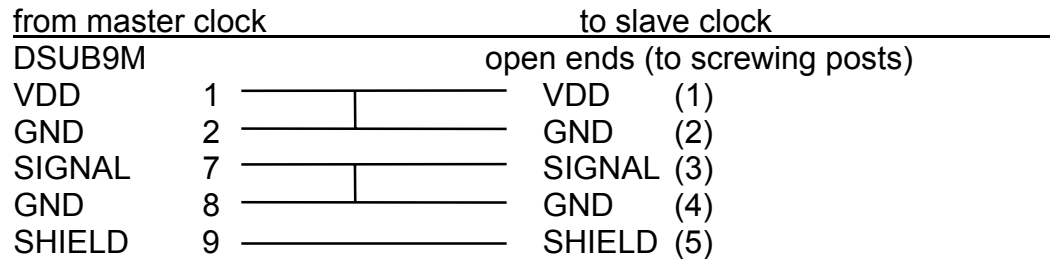 from master clock to slave clock
DSUB9M open ends (to screwing posts)
VDD 1 VDD (1)
GND 2 GND (2)
SIGNAL 7 SIGNAL (3)
GND 8 GND (4)
SHIELD 9 SHIELD (5)